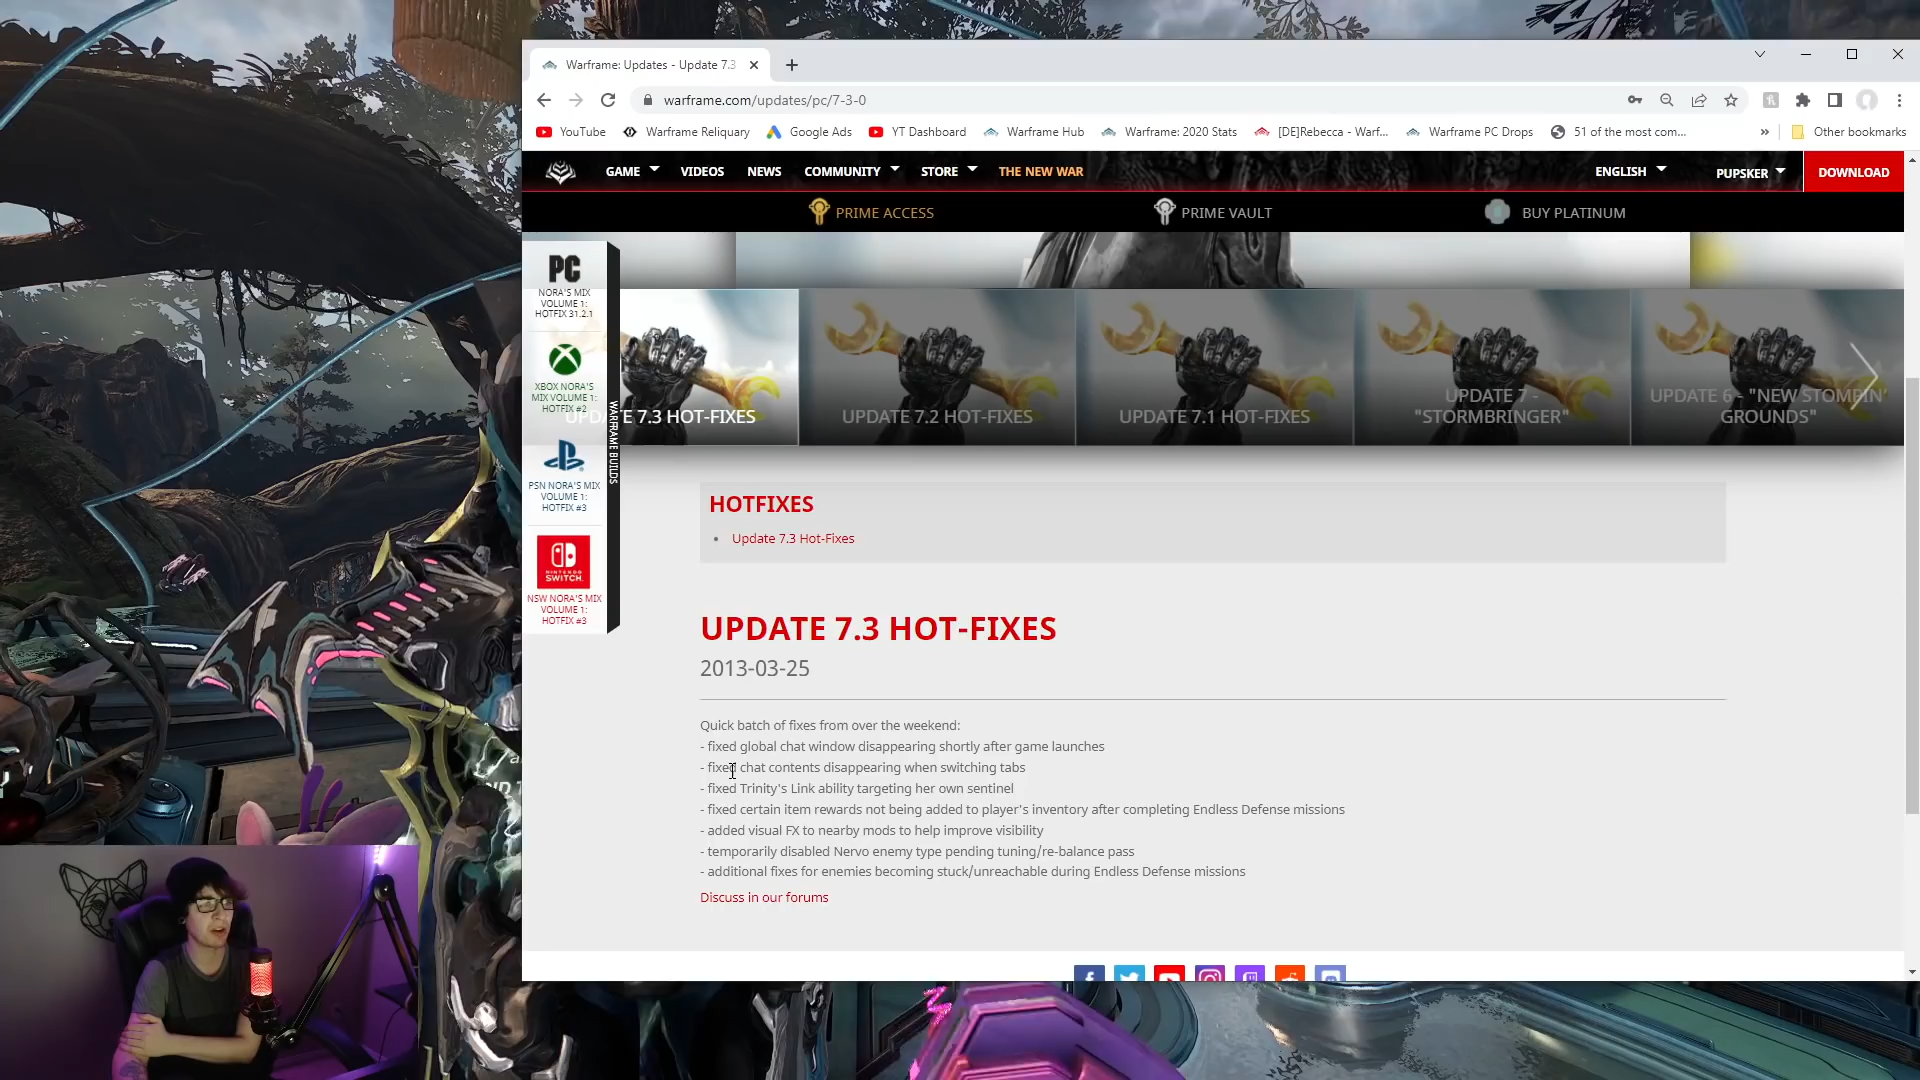 Warframe: Updates - Update 7.3
warframe.com/updates/pc/7-3-0
YouTube
Warframe Reliquary
Google Ads
YT Dashboard
Warframe Hub
Warframe: 2020 Stats
[DE]Rebecca - Warf...
Warframe PC Drops
51 of the most com...
»
Other bookmarks
GAME
VIDEOS
NEWS
COMMUNITY
STORE
THE NEW WAR
ENGLISH
PUPSKER
DOWNLOAD
PRIME ACCESS
PRIME VAULT
BUY PLATINUM
PC
NORA'S MIX
VOLUME 1:
HOTFIX 31.2.1
XBOX NORA'S
MIX VOLUME 1:
HOTFIX #2
PSN NORA'S MIX
VOLUME 1:
HOTFIX #3
NINTENDO
SWITCH
NSW NORA'S MIX
VOLUME 1:
HOTFIX #3
WARFRAME BUILDS
7.3 HOT-FIXES
UPDATE 7.2 HOT-FIXES
UPDATE 7.1 HOT-FIXES
UPDATE 7 -
"STORMBRINGER"
UPDATE 6 - "NEW STOMPIN'
GROUNDS"
HOTFIXES
• Update 7.3 Hot-Fixes
UPDATE 7.3 HOT-FIXES
2013-03-25
Quick batch of fixes from over the weekend:
- fixed global chat window disappearing shortly after game launches
- fixed chat contents disappearing when switching tabs
- fixed Trinity's Link ability targeting her own sentinel
- fixed certain item rewards not being added to player's inventory after completing Endless Defense missions
- added visual FX to nearby mods to help improve visibility
- temporarily disabled Nervo enemy type pending tuning/re-balance pass
- additional fixes for enemies becoming stuck/unreachable during Endless Defense missions
Discuss in our forums